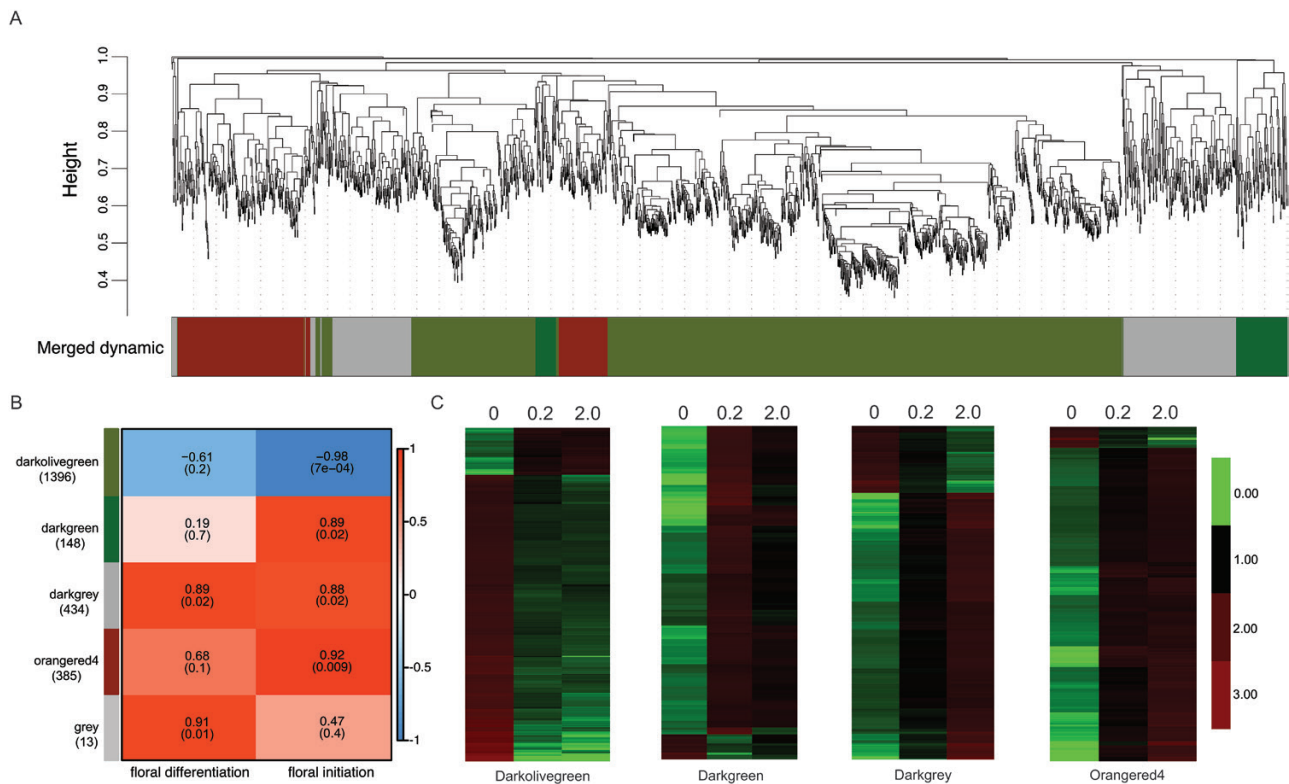 A
Height
1.0
0.9
0.8
0.7
0.6
0.5
0.4
Merged dynamic
B
darkolivegreen
(1396)
darkgreen
(148)
darkgrey
(434)
orangered4
(385)
grey
(13)
−0.61
(0.2)
−0.98
(7e−04)
0.19
(0.7)
0.89
(0.02)
0.89
(0.02)
0.88
(0.02)
0.68
(0.1)
0.92
(0.009)
0.91
(0.01)
0.47
(0.4)
floral differentiation
floral initiation
1
0.5
0
-0.5
-1
C
0 0.2 2.0
0 0.2 2.0
0 0.2 2.0
0 0.2 2.0
Darkolivegreen
Darkgreen
Darkgrey
Orangered4
0.00
1.00
2.00
3.00